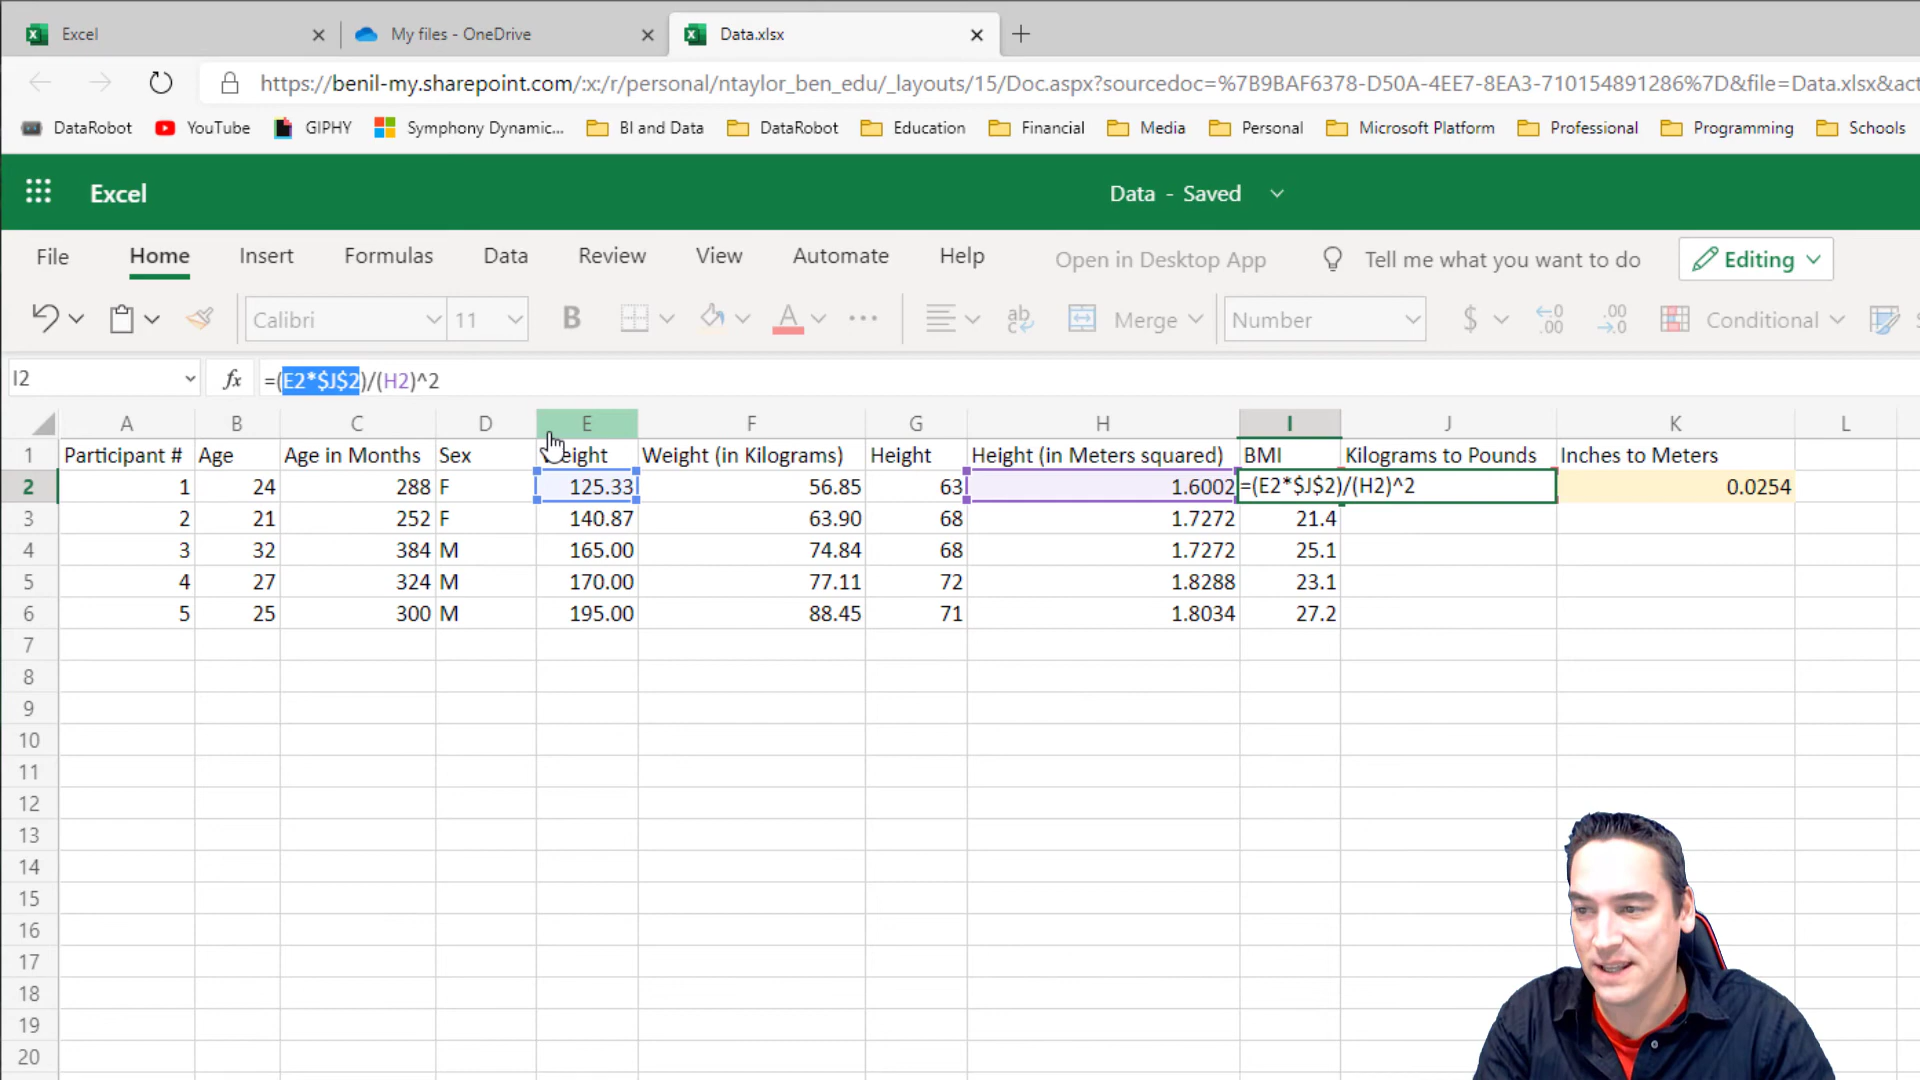 Excel
My files - OneDrive
Data.xlsx
https://benil-my.sharepoint.com/:x:/r/personal/ntaylor_ben_edu/_layouts/15/Doc.aspx?sourcedoc=%7B9BAF6378-D50A-4EE7-8EA3-710154891286%7D&file=Data.xlsx&act
DataRobot YouTube GIPHY Symphony Dynamic... BI and Data DataRobot Education Financial Media Personal Microsoft Platform Professional Programming Schools
Excel Data - Saved
File Home Insert Formulas Data Review View Automate Help Open in Desktop App Tell me what you want to do Editing
Calibri 11 B A ... ab Merge Number $ .00 .00 Conditional
I2 fx =(E2*$J$2)/(H2)^2
A B C D E F G H I J K L
1 Participant # Age Age in Months Sex eight Weight (in Kilograms) Height Height (in Meters squared) BMI Kilograms to Pounds Inches to Meters
2 1 24 288 F 125.33 56.85 63 1.6002 =(E2*$J$2)/(H2)^2 0.0254
3 2 21 252 F 140.87 63.90 68 1.7272 21.4
4 3 32 384 M 165.00 74.84 68 1.7272 25.1
5 4 27 324 M 170.00 77.11 72 1.8288 23.1
6 5 25 300 M 195.00 88.45 71 1.8034 27.2
7
8
9
10
11
12
13
14
15
16
17
18
19
20